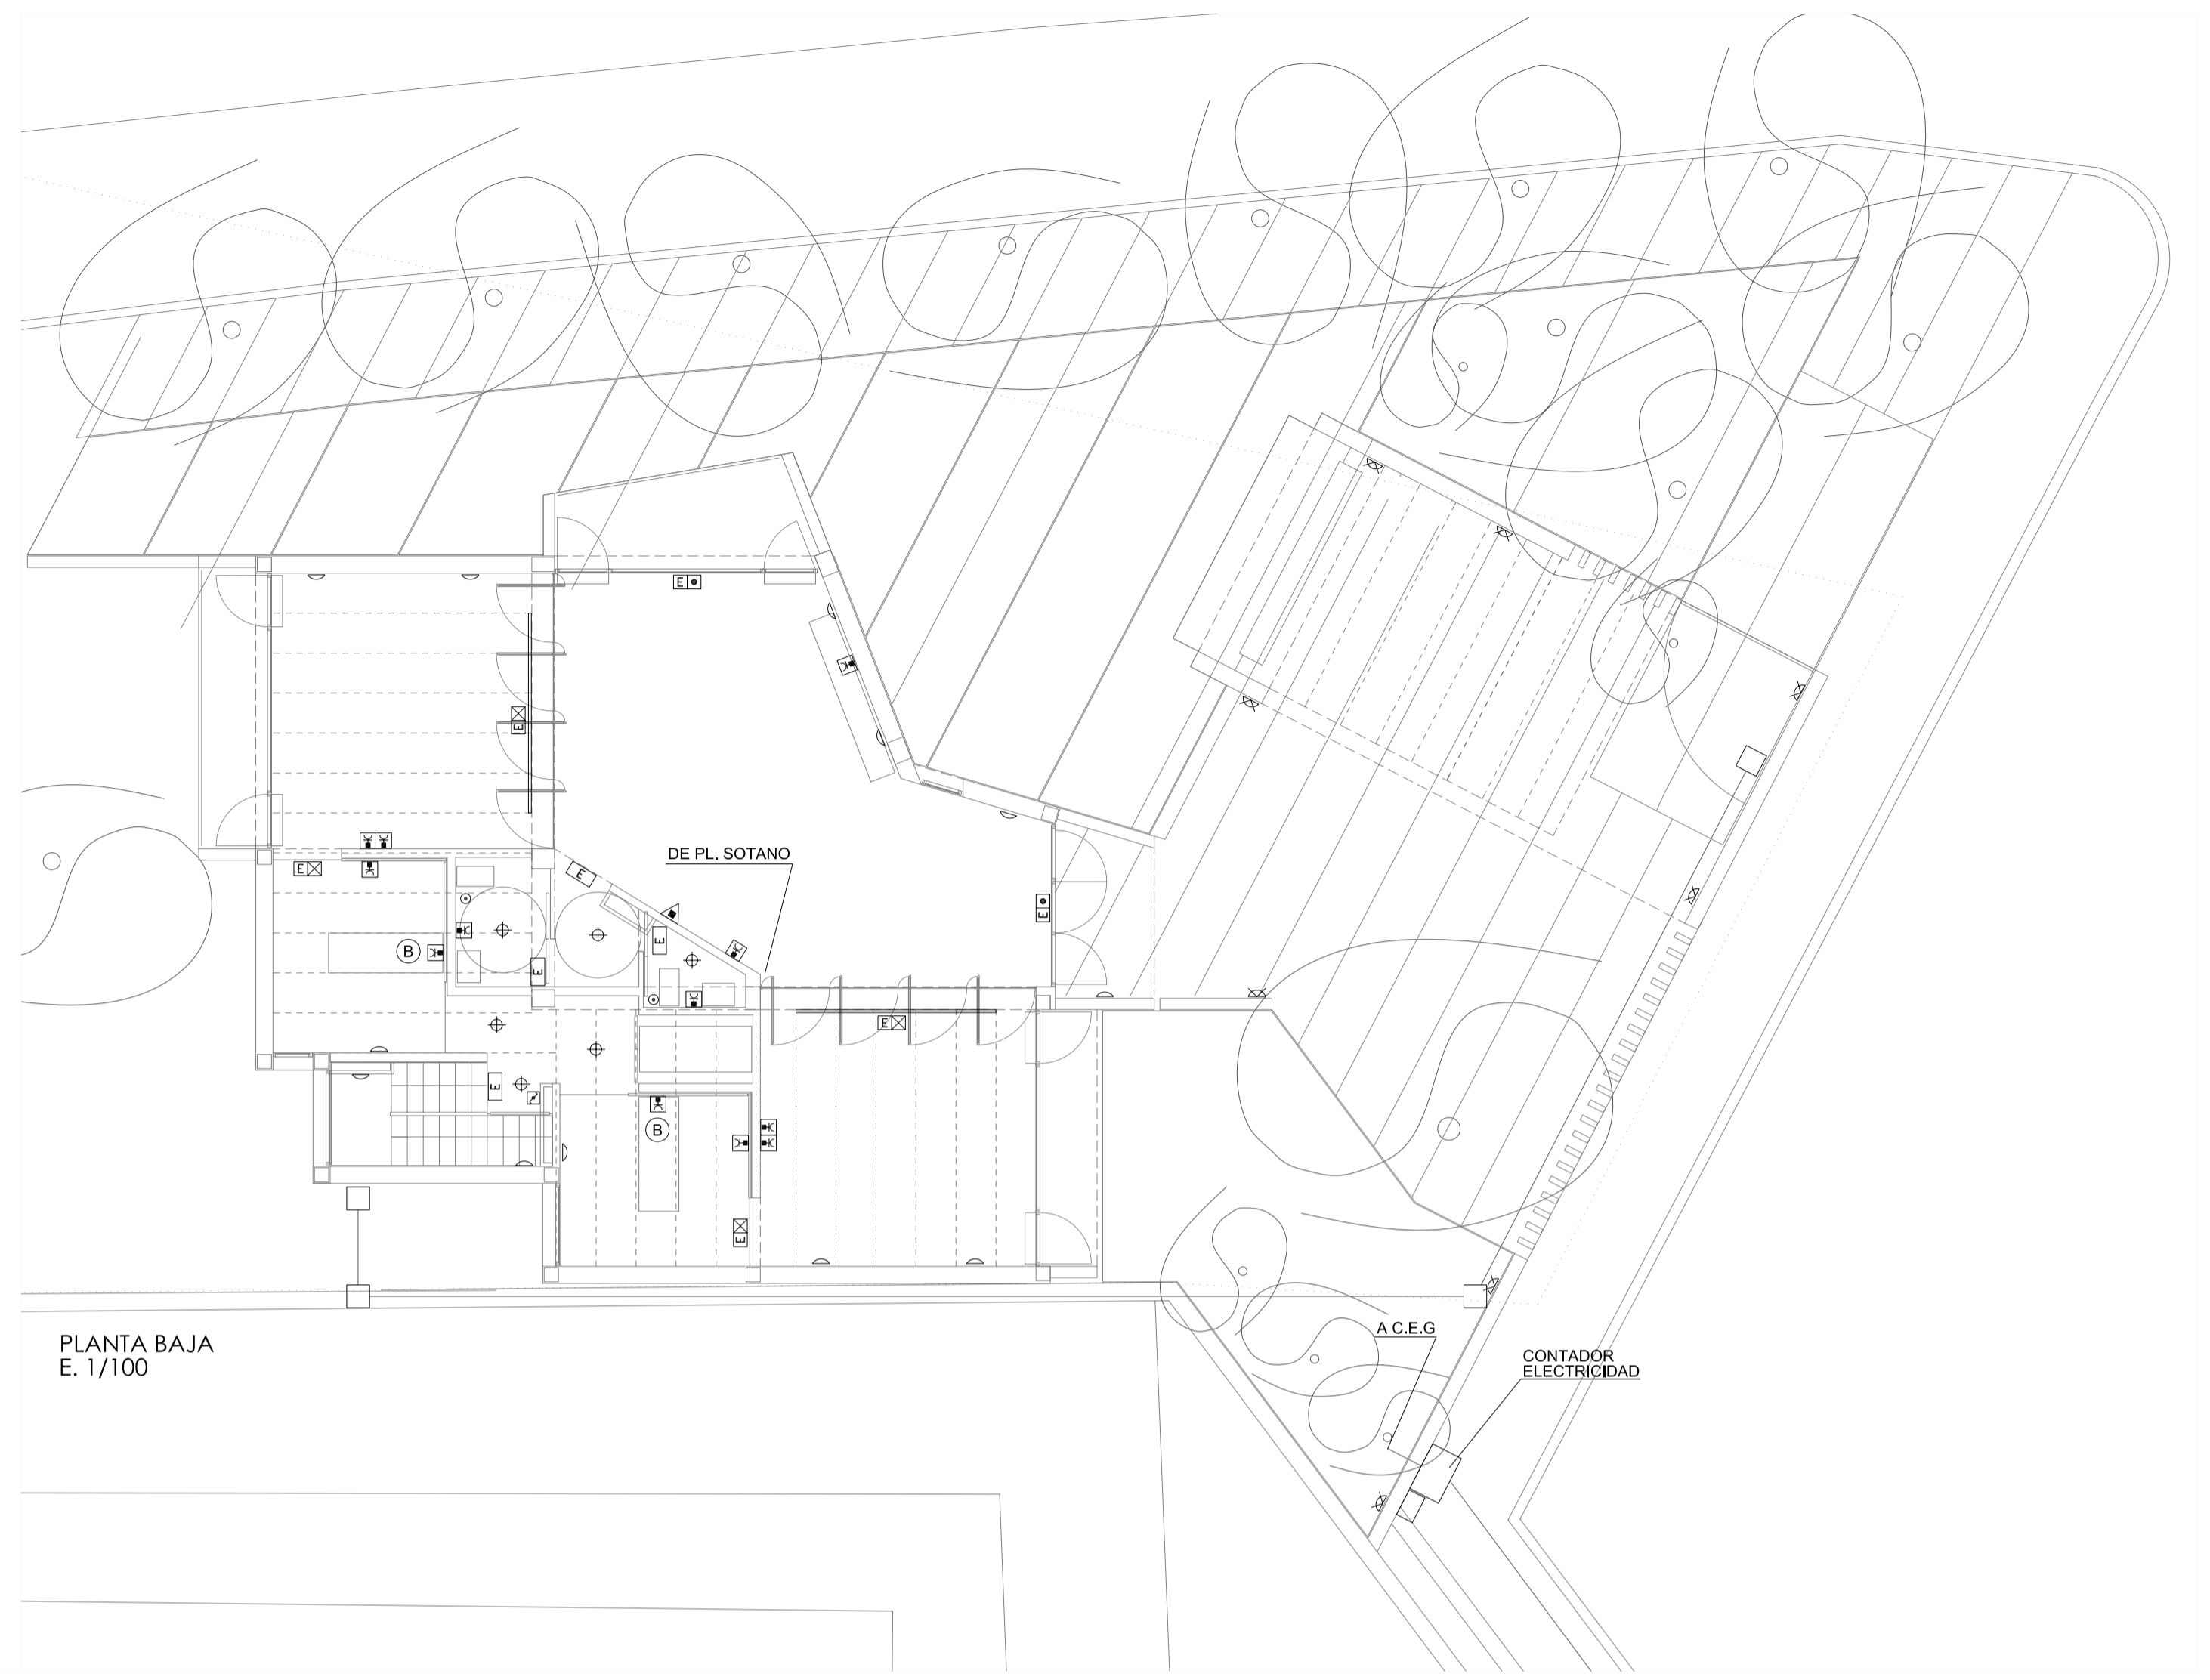 E
E
DE PL. SOTANO
E
E
E
E
E
B
E
E
E
B
E
PLANTA BAJA
E. 1/100
A C.E.G
CONTADOR
ELECTRICIDAD